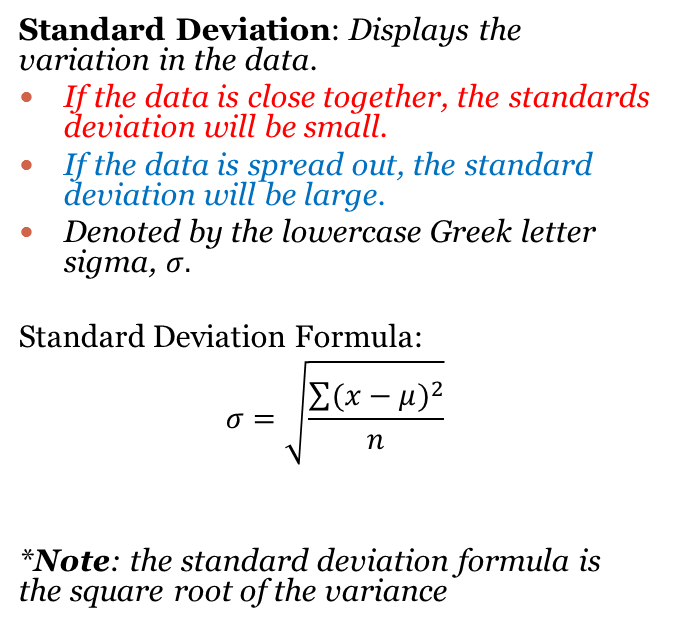 Standard Deviation: Displays the
variation in the data.
• If the data is close together, the standards
deviation will be small.
• If the data is spread out, the standard
deviation will be large.
• Denoted by the lowercase Greek letter
sigma, σ.
Standard Deviation Formula:
σ = √(∑(x − μ)²/n)
*Note: the standard deviation formula is
the square root of the variance